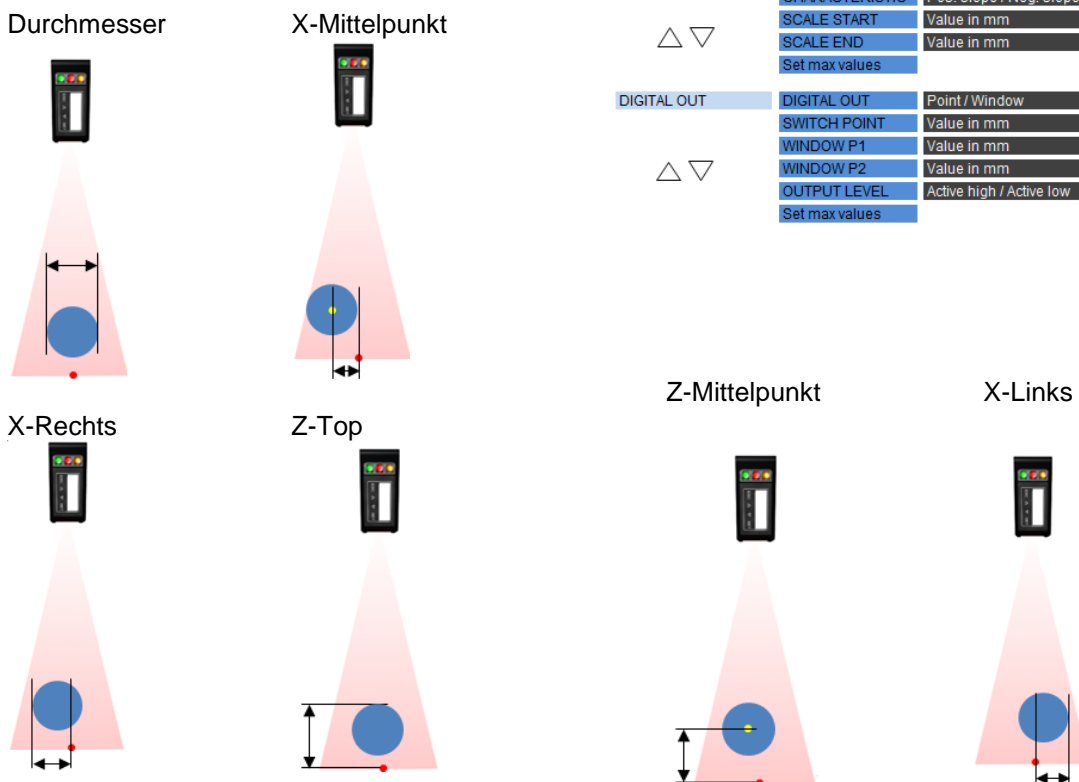 Durchmesser
X-Mittelpunkt
SCALE START Value in mm
SCALE END Value in mm
Set max values
DIGITAL OUT DIGITAL OUT Point / Window
SWITCH POINT Value in mm
WINDOW P1 Value in mm
WINDOW P2 Value in mm
OUTPUT LEVEL Active high / Active low
Set max values
Z-Mittelpunkt
X-Links
X-Rechts
Z-Top